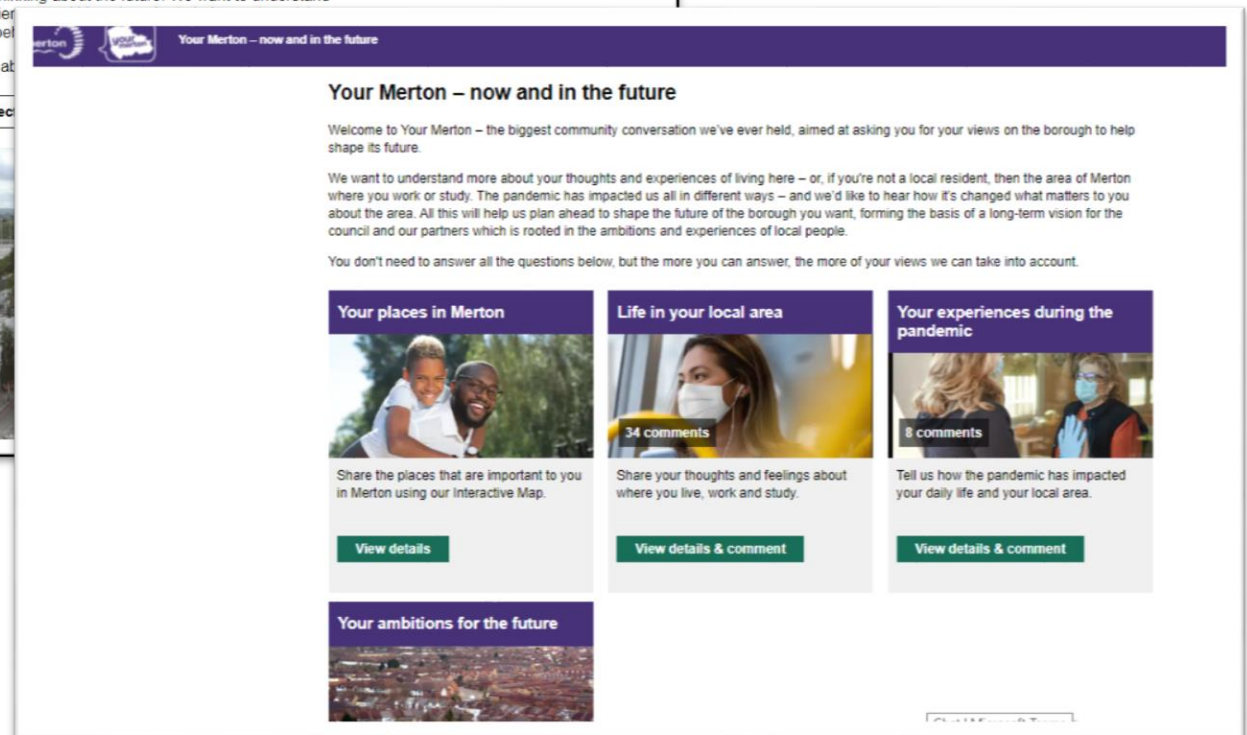 about the future. We want to understand
erton
your merton
Your Merton – now and in the future
Your Merton – now and in the future
Welcome to Your Merton – the biggest community conversation we've ever held, aimed at asking you for your views on the borough to help
shape its future.
We want to understand more about your thoughts and experiences of living here – or, if you're not a local resident, then the area of Merton
where you work or study. The pandemic has impacted us all in different ways – and we'd like to hear how it's changed what matters to you
about the area. All this will help us plan ahead to shape the future of the borough you want, forming the basis of a long-term vision for the
council and our partners which is rooted in the ambitions and experiences of local people.
You don't need to answer all the questions below, but the more you can answer, the more of your views we can take into account.
Your places in Merton
Share the places that are important to you
in Merton using our Interactive Map.
View details
Life in your local area
34 comments
Share your thoughts and feelings about
where you live, work and study.
View details & comment
Your experiences during the
pandemic
8 comments
Tell us how the pandemic has impacted
your daily life and your local area.
View details & comment
Your ambitions for the future